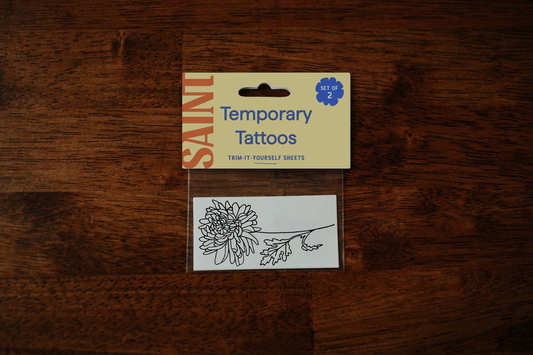 SAINT
Temporary
Tattoos
SET OF
2
TRIM-IT-YOURSELF SHEETS